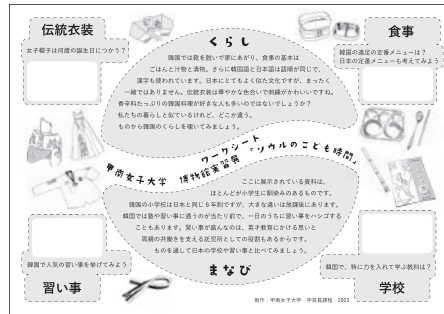 伝統衣装
女子帽子は何歳の誕生日につかう？
くらし
韓国では靴を脱いで家にあがり、食事の基本は
ごはんと汁物と漬物。さらに韓国語と日本語は語順が同じで、
漢字も使われています。日本にとてもよく似た文化ですが、まったく
一緒ではありません。伝統衣装は華やかな色合いで刺繍がかわいいですね。
香辛料たっぷりの韓国料理が好きな人も多いのではないでしょうか？
私たちの暮らしと似ているけれど、どこか違う。
ものから韓国のくらしを覗いてみましょう。
食事
韓国の遠足の定番メニューは？
日本の定番メニューも考えてみよう
ワークシート
甲南女子大学 博物館実習展 「ソウルのこども時間」
ここに展示されている資料は、
ほとんどが小学生に馴染みのあるものです。
韓国の小学校は日本と同じ6年制ですが、大きな違いは放課後にあります。
韓国では塾や習い事に通うのが当たり前で、一日のうちに習い事をハシゴする
こともあります。習い事が盛んなのは、英才教育にかける思いと
両親の共働きを支える託児所としての役割もあるからです。
ものを通して日本の学校や習い事と比べてみましょう。
まなび
韓国で人気の習い事を挙げてみよう
習い事
韓国で、特に力を入れて学ぶ教科は？
学校
制作：甲南女子大学 学芸員課程 2023